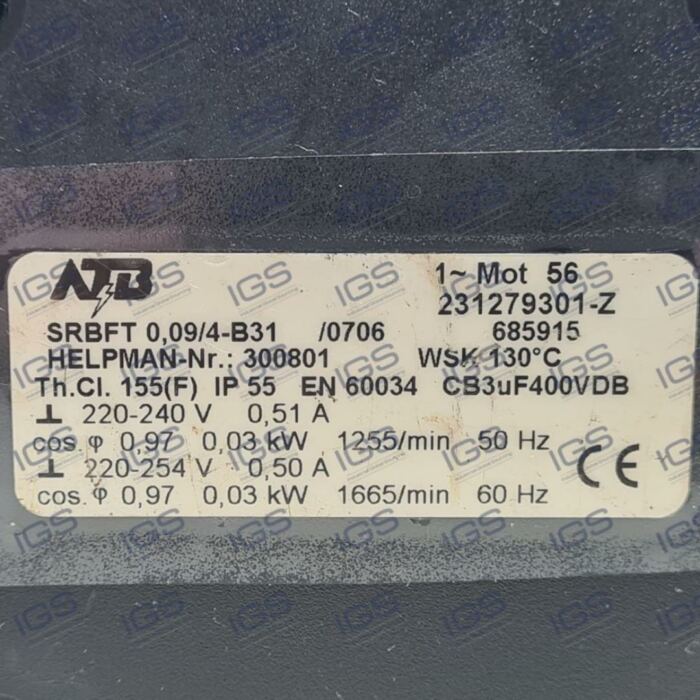 ATB 1~ Mot 56
231279301-Z
SRBFT 0,09/4-B31 /0706 685915
HELPMAN-Nr.: 300801 WSK 130°C
Th.Cl. 155(F) IP 55 EN 60034 CB3uF400VDB
⊥ 220-240 V 0,51 A
cos. φ 0,97 0,03 kW 1255/min 50 Hz
⊥ 220-254 V 0,50 A
cos. φ 0,97 0,03 kW 1665/min 60 Hz
CE
IGS